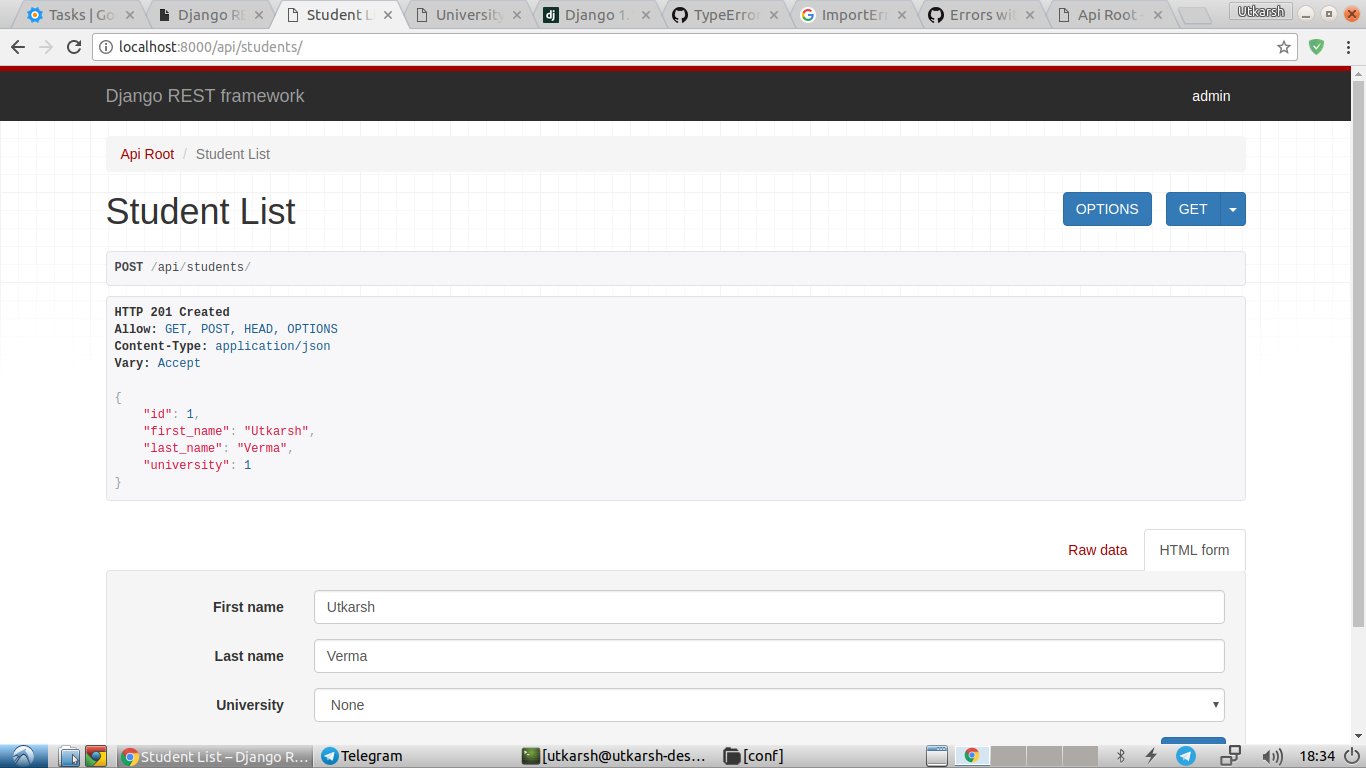 Tasks | Go
Django RE
Student Li
University
Django 1.
TypeError
ImportErr
Errors wit
Api Root -
Utkarsh
localhost:8000/api/students/
Django REST framework
admin
Api Root / Student List
Student List
OPTIONS
GET
POST /api/students/
HTTP 201 Created
Allow: GET, POST, HEAD, OPTIONS
Content-Type: application/json
Vary: Accept
{
"id": 1,
"first_name": "Utkarsh",
"last_name": "Verma",
"university": 1
}
Raw data
HTML form
First name
Utkarsh
Last name
Verma
University
None
Student List – Django R...
Telegram
[utkarsh@utkarsh-des...
[conf]
18:34